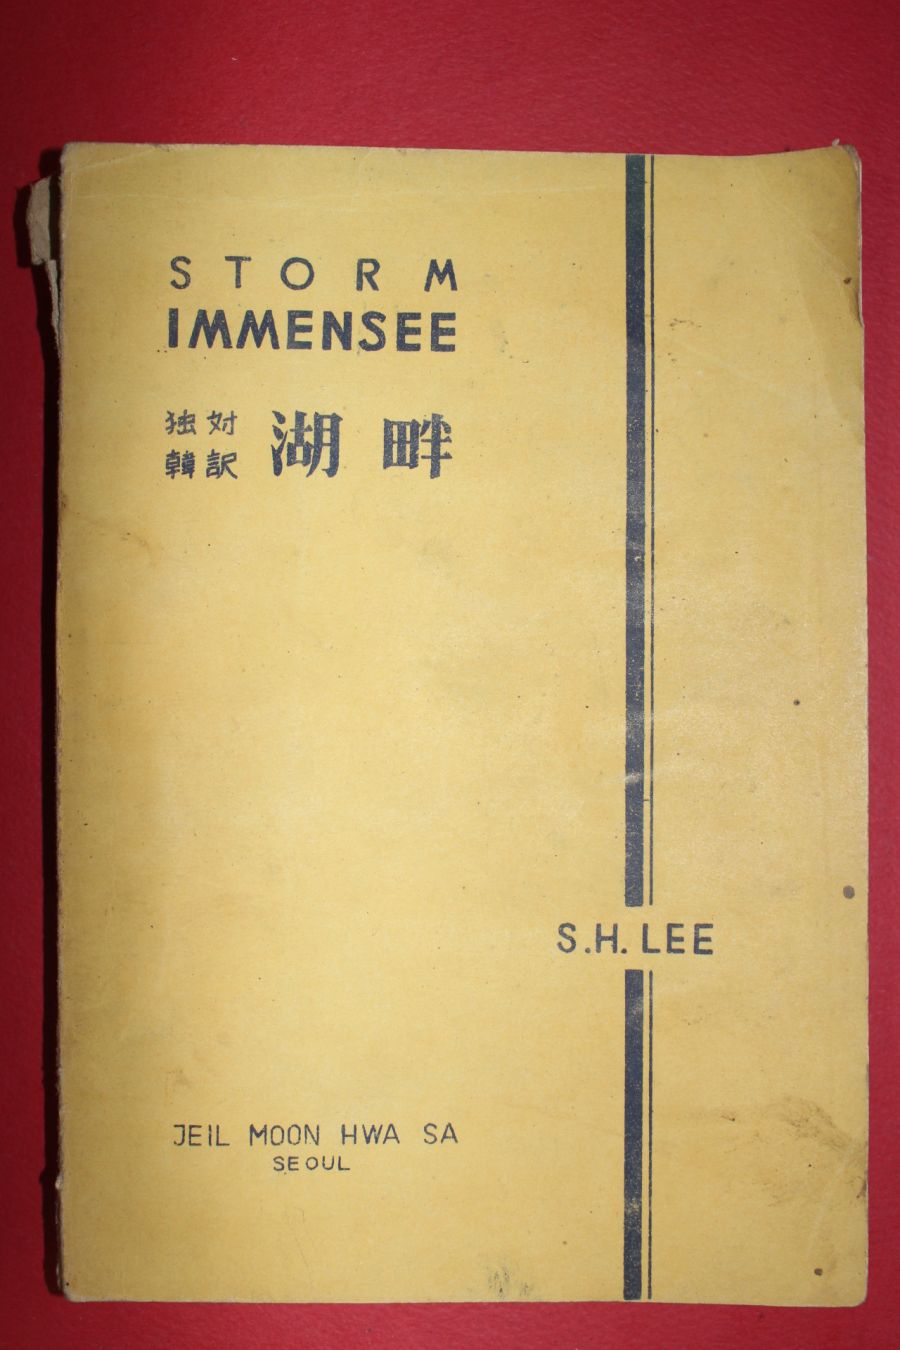 STORM
IMMENSEE
独対
韓訳 湖畔
S.H. LEE
JEIL MOON HWA SA
SEOUL